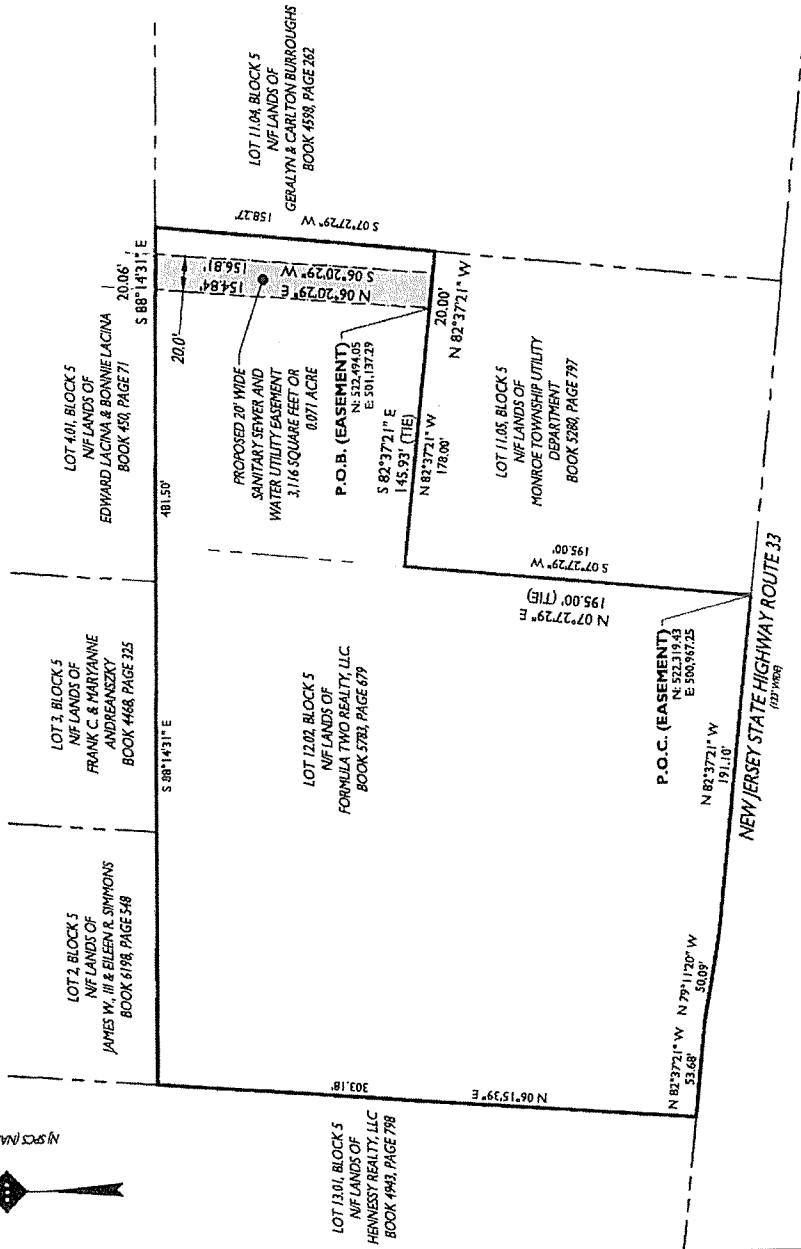 NJSPCS (NA
LOT 2, BLOCK 5
N/F LANDS OF
JAMES W., III & EILEEN R. SIMMONS
BOOK 6198, PAGE 548
LOT 3, BLOCK 5
N/F LANDS OF
FRANK C. & MARYANNE
ANDREANSZKY
BOOK 4468, PAGE 325
LOT 4.01, BLOCK 5
N/F LANDS OF
EDWARD LACINA & BONNIE LACINA
BOOK 450, PAGE 71
20.06'
S 88°14'31" E
S 88°14'31" E
481.50'
20.0'
LOT 11.04, BLOCK 5
N/F LANDS OF
GERALYN & CARLTON BURROUGHS
BOOK 4598, PAGE 262
S 07°27'29" W
158.27'
N 06°20'29" E
154.84'
S 06°20'29" W
156.81'
PROPOSED 20' WIDE
SANITARY SEWER AND
WATER UTILITY EASEMENT
3,116 SQUARE FEET OR
0.071 ACRE
P.O.B. (EASEMENT)
N: 522,494.05
E: 501,137.29
S 82°37'21" E
145.93' (TIE)
N 82°37'21" W
178.00'
20.00'
N 82°37'21" W
LOT 12.02, BLOCK 5
N/F LANDS OF
FORMULA TWO REALTY, LLC.
BOOK 5783, PAGE 679
LOT 11.05, BLOCK 5
N/F LANDS OF
MONROE TOWNSHIP UTILITY
DEPARTMENT
BOOK 5280, PAGE 797
S 07°27'29" W
195.00'
N 07°27'29" E
195.00' (TIE)
P.O.C. (EASEMENT)
N: 522,319.43
E: 500,967.25
LOT 13.01, BLOCK 5
N/F LANDS OF
HENNESSY REALTY, LLC
BOOK 4943, PAGE 798
N 06°15'39" E
303.18'
N 82°37'21" W
53.68'
N 79°11'20" W
50.09'
N 82°37'21" W
191.10'
NEW JERSEY STATE HIGHWAY ROUTE 33